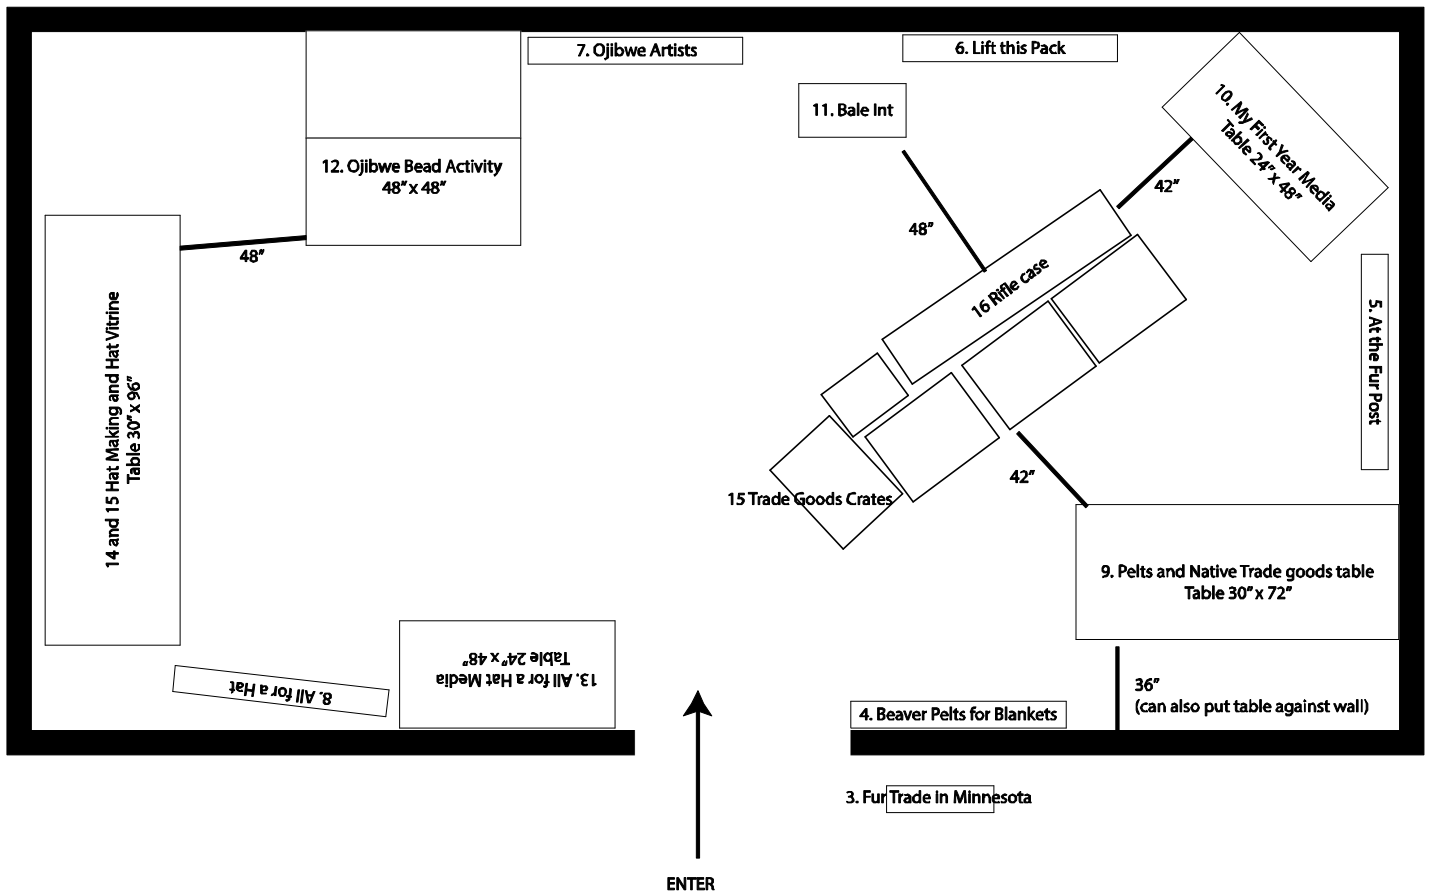 7. Ojibwe Artists
6. Lift this Pack
11. Bale Int
10. My First Year Media
Table 24” x 48”
12. Ojibwe Bead Activity
48” x 48”
42”
48”
48”
16 Rifle case
14 and 15 Hat Making and Hat Vitrine
Table 30” x 96”
5. At the Fur Post
42”
15 Trade Goods Crates
9. Pelts and Native Trade goods table
Table 30” x 72”
13. All for a Hat Media
Table 24” x 48”
8. All for a Hat
36”
(can also put table against wall)
4. Beaver Pelts for Blankets
3. Fur Trade in Minnesota
ENTER